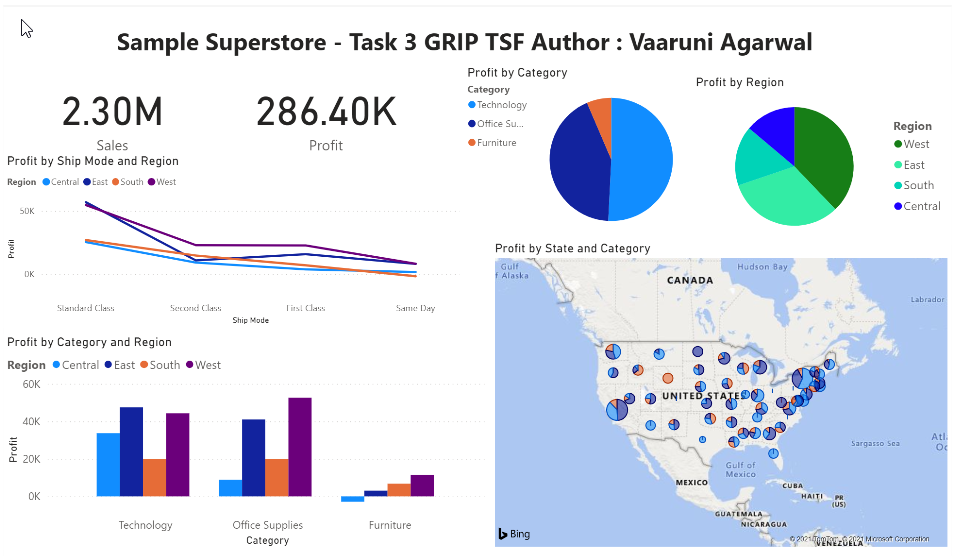 Sample Superstore - Task 3 GRIP TSF Author : Vaaruni Agarwal
2.30M
Sales
286.40K
Profit
Profit by Category
Category
Technology
Office Su...
Furniture
Profit by Region
Region
West
East
South
Central
Profit by Ship Mode and Region
Region Central East South West
50K
0K
Profit
Standard Class Second Class First Class Same Day
Ship Mode
Profit by Category and Region
Region Central East South West
60K
40K
20K
0K
Profit
Technology Office Supplies Furniture
Category
Profit by State and Category
Gulf
of Alaska
Hudson Bay
CANADA
Labrador
UNITED STATES
Sargasso Sea
Gulf of
Mexico
MEXICO
CUBA
HAITI
PR
(US)
GUATEMALA
NICARAGUA
VENEZUELA
Bing
© 2021 TomTom, © 2021 Microsoft Corporation